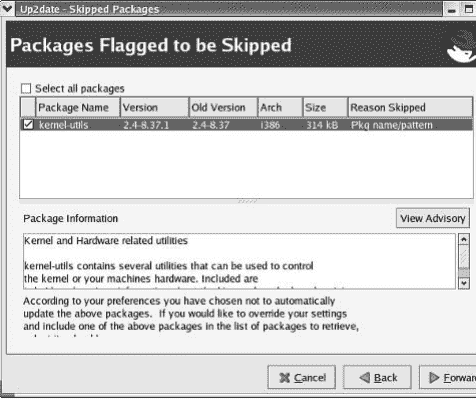 Up2date - Skipped Packages
Packages Flagged to be Skipped
Select all packages
Package Name Version Old Version Arch Size Reason Skipped
kernel-utils 2.4-8.37.1 2.4-8.37 i386 314 kB Pkg name/pattern
Package Information View Advisory
Kernel and Hardware related utilities
kernel-utils contains several utilities that can be used to control
the kernel or your machines hardware. Included are
According to your preferences you have chosen not to automatically
update the above packages. If you would like to override your settings
and include one of the above packages in the list of packages to retrieve,
Cancel Back Forwar